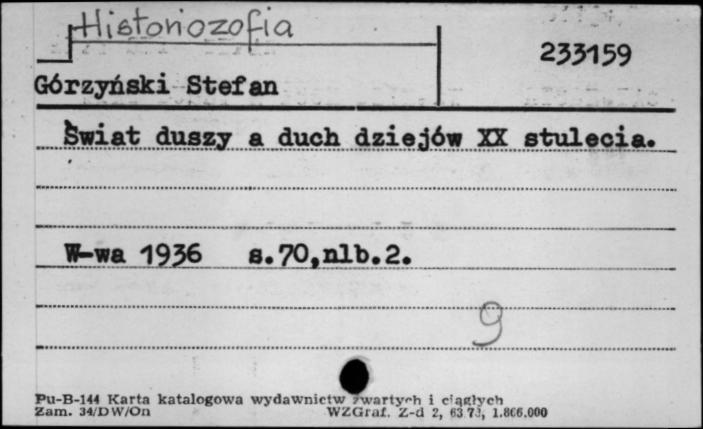 Historiozofia
233159
Górzyński Stefan
Świat duszy a duch dziejów XX stulecia.
W-wa 1936 s.70,nlb.2.
9
Pu-B-144 Karta katalogowa wydawnictw zwartych i ciągłych
Zam. 34/DW/On WZGraf. Z-d 2, 63 73, 1.866.000